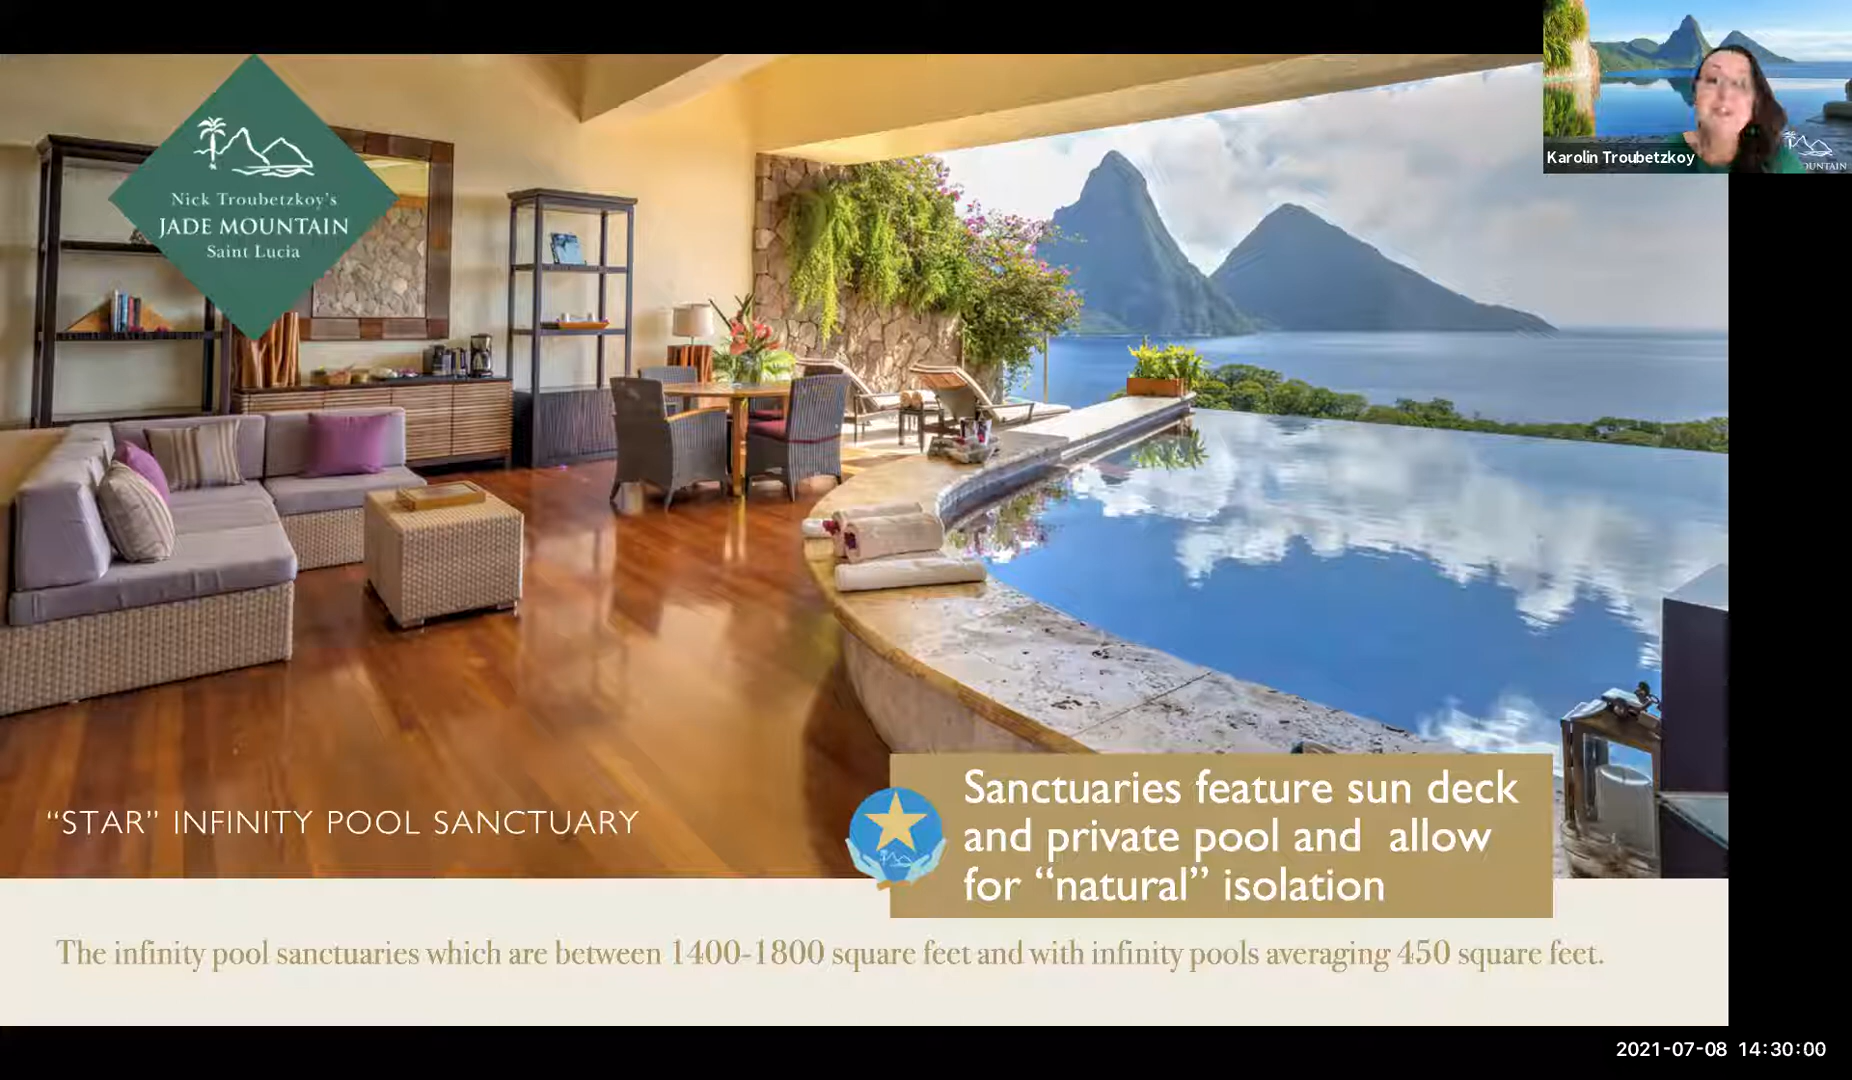 Nick Troubetzkoy's
JADE MOUNTAIN
Saint Lucia
Karolin Troubetzkoy
OUNTAIN
“STAR” INFINITY POOL SANCTUARY
Sanctuaries feature sun deck
and private pool and allow
for “natural” isolation
The infinity pool sanctuaries which are between 1400-1800 square feet and with infinity pools averaging 450 square feet.
2021-07-08 14:30:00